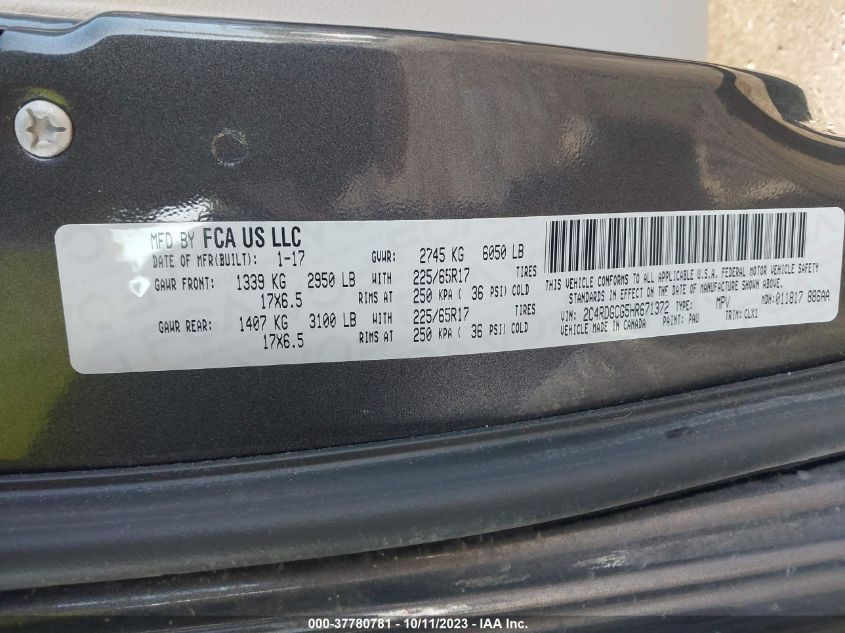 MFD BY FCA US LLC
DATE OF MFR(BUILT): 1-17 GVWR: 2745 KG 6050 LB
GAWR FRONT: 1339 KG 2950 LB WITH 225/65R17 TIRES
17X6.5 RIMS AT 250 KPA ( 36 PSI) COLD
GAWR REAR: 1407 KG 3100 LB WITH 225/65R17 TIRES
17X6.5 RIMS AT 250 KPA ( 36 PSI) COLD
THIS VEHICLE CONFORMS TO ALL APPLICABLE U.S.A. FEDERAL MOTOR VEHICLE SAFETY
STANDARDS IN EFFECT ON THE DATE OF MANUFACTURE SHOWN ABOVE.
VIN: 2C4RDGCG5HR671372 TYPE: MPV MDH: 011817 886AA
VEHICLE MADE IN CANADA PAINT: PAU TRIM: CLX1
000-37780781 - 10/11/2023 - IAAI.com